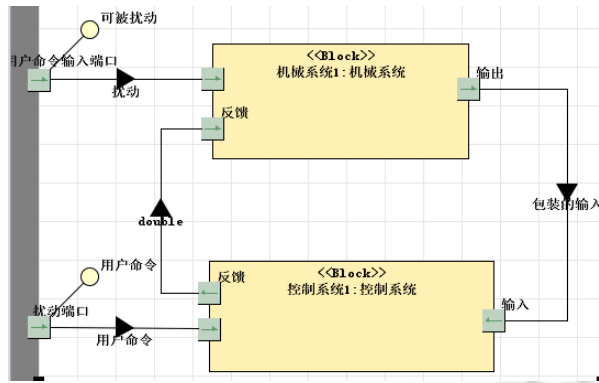 可被扰动
用户命令输入端口
扰动
<<Block>>
机械系统1:机械系统
输出
反馈
包装的输入
double
用户命令
扰动端口
用户命令
反馈
<<Block>>
控制系统1:控制系统
输入